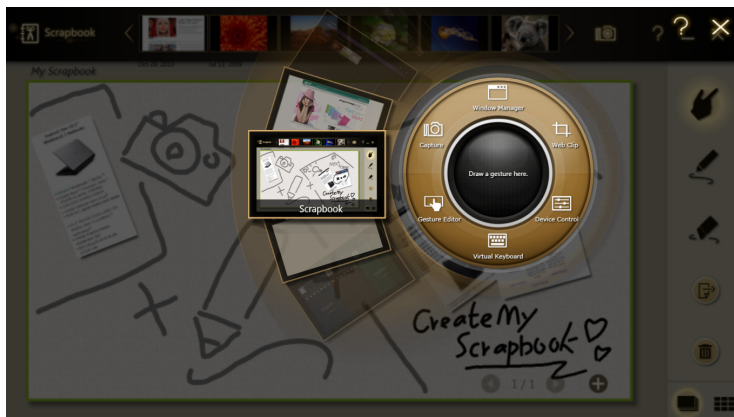 Scrapbook
?
?
My Scrapbook
Window Manager
Capture
Web Clip
Draw a gesture here.
Scrapbook
Gesture Editor
Device Control
Virtual Keyboard
Create My
Scrapbook
1/1